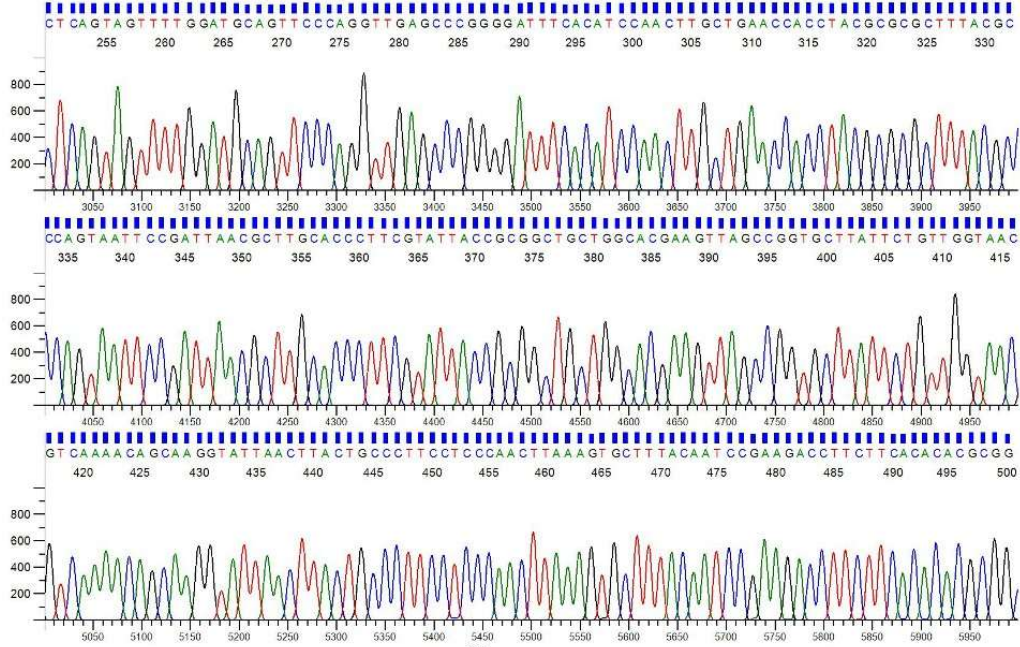 CTCAGTAGTTTTGGATGCAGTTCCCAGGTTGAGCCCGGGGATTTCACATCCAACTTGCTGAACCACCTACGCGCGCTTTACGC
255 260 265 270 275 280 285 290 295 300 305 310 315 320 325 330
800
600
400
200
3050 3100 3150 3200 3250 3300 3350 3400 3450 3500 3550 3600 3650 3700 3750 3800 3850 3900 3950
CCAGTAATTCCGATTAACGCTTGCACCCTTCGTATTACCGCGGCTGCTGGCACGAAGTTAGCCGGTGCTTATTCTGTTGGTAAC
335 340 345 350 355 360 365 370 375 380 385 390 395 400 405 410 415
800
600
400
200
4050 4100 4150 4200 4250 4300 4350 4400 4450 4500 4550 4600 4650 4700 4750 4800 4850 4900 4950
GTCAAAACAGCAAGGTATTAACTTACTGCCCTTCCTCCCAACTTAAAGTGCTTTACAATCCGAAGACCTTCTTCACACACGCGG
420 425 430 435 440 445 450 455 460 465 470 475 480 485 490 495 500
800
600
400
200
5050 5100 5150 5200 5250 5300 5350 5400 5450 5500 5550 5600 5650 5700 5750 5800 5850 5900 5950